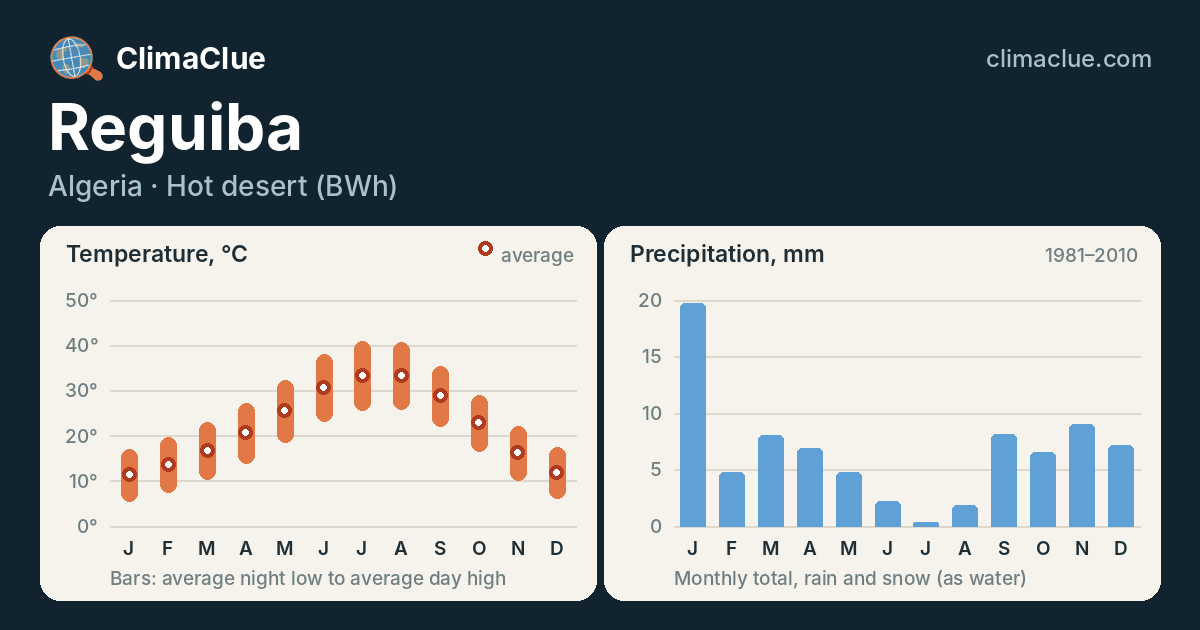 ClimaClue
climaclue.com
Reguiba
Algeria · Hot desert (BWh)
Temperature, °C
average
50°
40°
30°
20°
10°
0°
J F M A M J J A S O N D
Bars: average night low to average day high
Precipitation, mm
1981–2010
20
15
10
5
0
J F M A M J J A S O N D
Monthly total, rain and snow (as water)